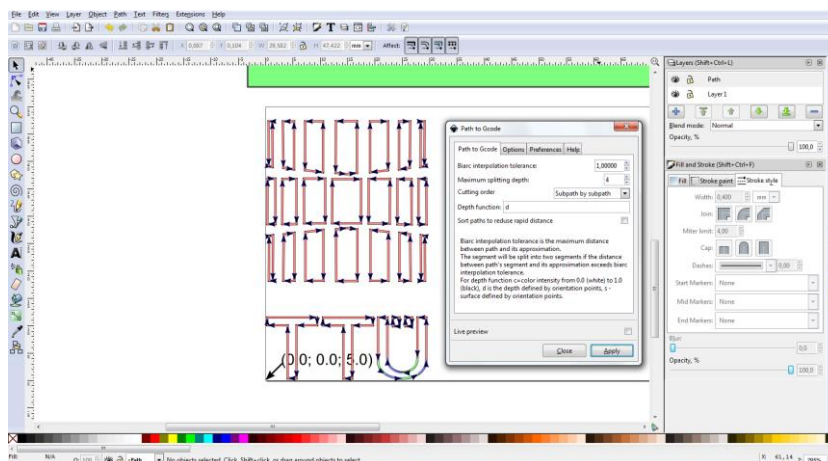 File Edit View Layer Object Path Text Filters Extensions Help
Affect:
Layers (Shift+Ctrl+L)
Path
Layer 1
Blend mode: Normal
Opacity, %
100,0
Path to Gcode
Path to Gcode Options Preferences Help
Biarc interpolation tolerance: 1,00000
Maximum splitting depth: 4
Cutting order Subpath by subpath
Depth function: d
Sort paths to reduse rapid distance
Biarc interpolation tolerance is the maximum distance
between path and its approximation.
The segment will be split into two segments if the distance
between path's segment and its approximation exceeds biarc
interpolation tolerance.
For depth function c=color intensity from 0.0 (white) to 1.0
(black), d is the depth defined by orientation points, s -
surface defined by orientation points.
Live preview
Close Apply
Fill and Stroke (Shift+Ctrl+F)
Fill Stroke paint Stroke style
Width: 0,400 mm
Join:
Miter limit: 4,00
Cap:
Dashes: 0,00
Start Markers: None
Mid Markers: None
End Markers: None
Blur:
0,0
Opacity, %
100,0
(0.0; 0.0; 5.0)
N/A
No objects selected. Click, Shift+click, or drag around objects to select.